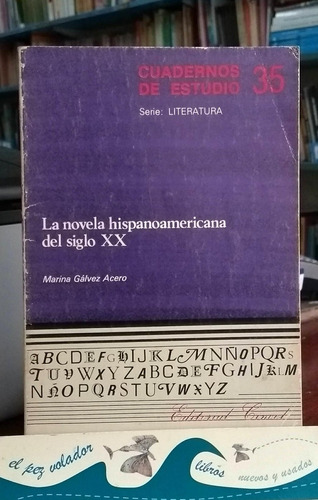 CUADERNOS
DE ESTUDIO 35
Serie: LITERATURA
La novela hispanoamericana
del siglo XX
Marina Gálvez Acero
ABCDEFGHIJKLMNÑOPQRS
TUVWXYZABCDEFGHIJKLM
NÑOPQRSTUVWXYZ
Editorial Cincel
el pez volador
libros
nuevos y usados